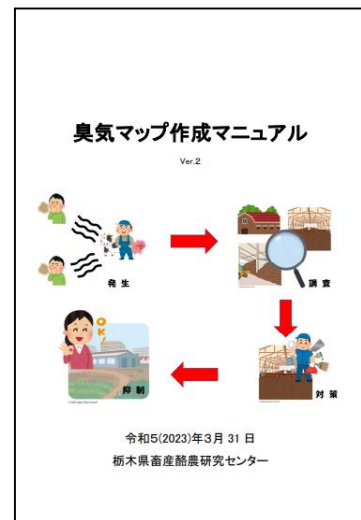 臭気マップ作成マニュアル
Ver.2
発生
調査
OK!
抑制
対策
令和5(2023)年3月 31 日
栃木県畜産酪農研究センター